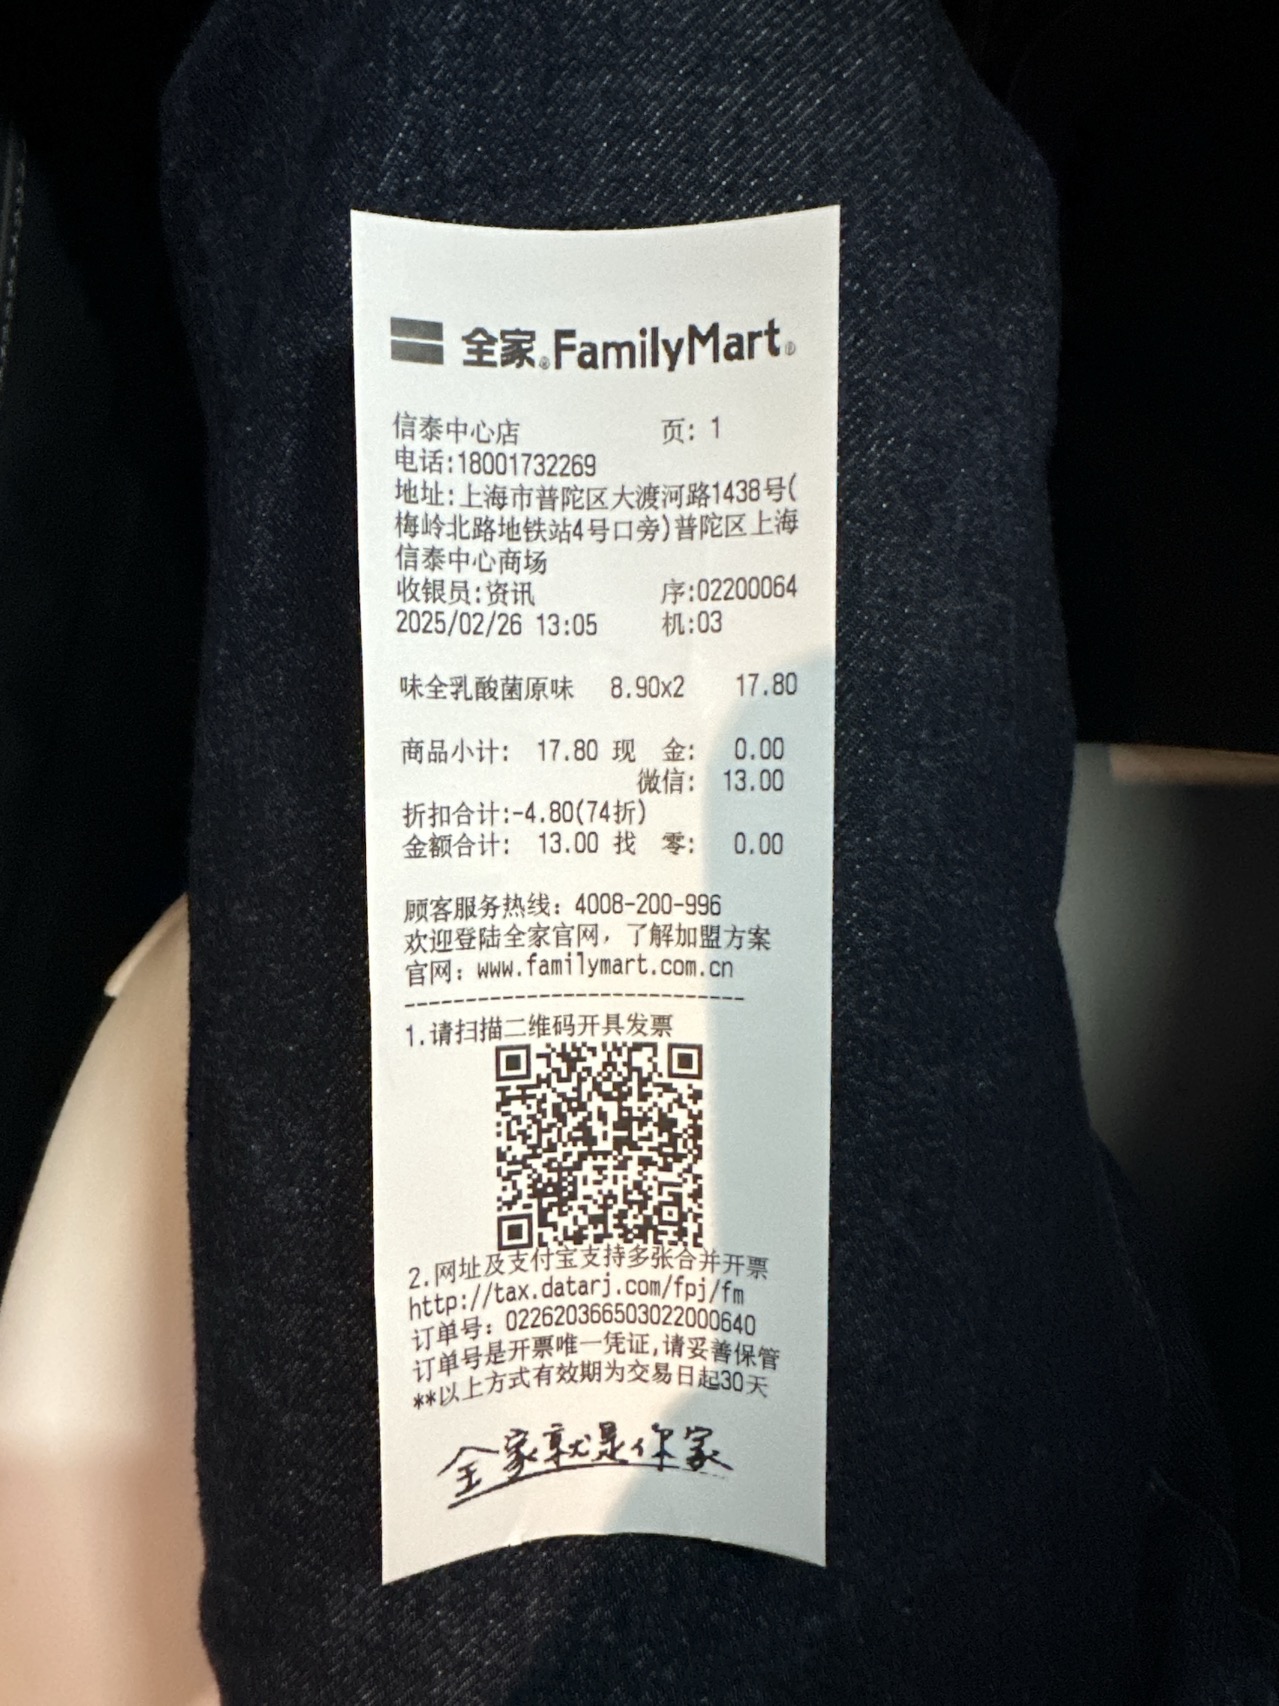 全家® FamilyMart®
信泰中心店 页: 1
电话:18001732269
地址:上海市普陀区大渡河路1438号(
梅岭北路地铁站4号口旁)普陀区上海
信泰中心商场
收银员:资讯 序:02200064
2025/02/26 13:05 机:03
味全乳酸菌原味 8.90x2 17.80
商品小计: 17.80 现 金: 0.00
微信: 13.00
折扣合计:-4.80(74折)
金额合计: 13.00 找 零: 0.00
顾客服务热线: 4008-200-996
欢迎登陆全家官网，了解加盟方案
官网: www.familymart.com.cn
----------------------------
1.请扫描二维码开具发票
2.网址及支付宝支持多张合并开票
http://tax.datarj.com/fpj/fm
订单号: 022620366503022000640
订单号是开票唯一凭证,请妥善保管
**以上方式有效期为交易日起30天
全家就是你家